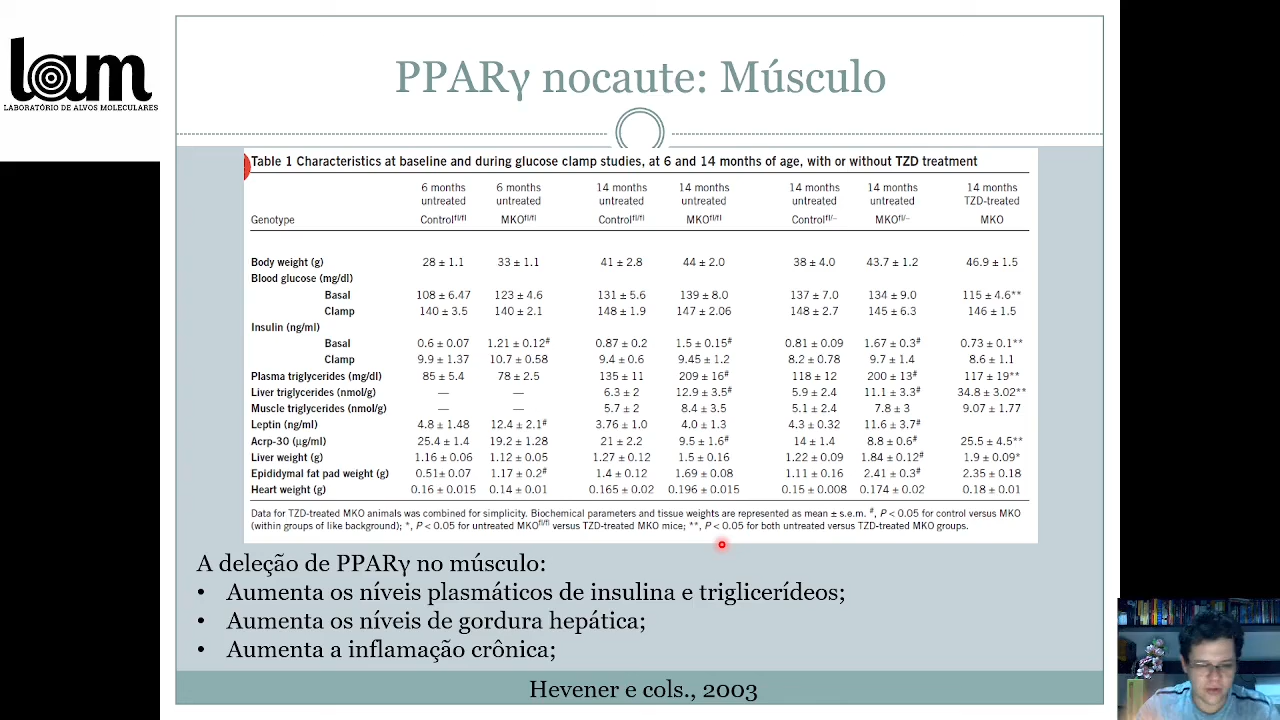 lam
LABORATÓRIO DE ALVOS MOLECULARES
PPARγ nocaute: Músculo
Table 1 Characteristics at baseline and during glucose clamp studies, at 6 and 14 months of age, with or without TZD treatment
6 months 6 months 14 months 14 months 14 months 14 months 14 months
untreated untreated untreated untreated untreated untreated TZD-treated
Genotype Controlfl/fl MKOfl/fl Controlfl/fl MKOfl/fl Controlfl/– MKOfl/– MKO
Body weight (g) 28 ± 1.1 33 ± 1.1 41 ± 2.8 44 ± 2.0 38 ± 4.0 43.7 ± 1.2 46.9 ± 1.5
Blood glucose (mg/dl)
Basal 108 ± 6.47 123 ± 4.6 131 ± 5.6 139 ± 8.0 137 ± 7.0 134 ± 9.0 115 ± 4.6**
Clamp 140 ± 3.5 140 ± 2.1 148 ± 1.9 147 ± 2.06 148 ± 2.7 145 ± 6.3 146 ± 1.5
Insulin (ng/ml)
Basal 0.6 ± 0.07 1.21 ± 0.12# 0.87 ± 0.2 1.5 ± 0.15# 0.81 ± 0.09 1.67 ± 0.3# 0.73 ± 0.1**
Clamp 9.9 ± 1.37 10.7 ± 0.58 9.4 ± 0.6 9.45 ± 1.2 8.2 ± 0.78 9.7 ± 1.4 8.6 ± 1.1
Plasma triglycerides (mg/dl) 85 ± 5.4 78 ± 2.5 135 ± 11 209 ± 16# 118 ± 12 200 ± 13# 117 ± 19**
Liver triglycerides (nmol/g) — — 6.3 ± 2 12.9 ± 3.5# 5.9 ± 2.4 11.1 ± 3.3# 34.8 ± 3.02**
Muscle triglycerides (nmol/g) — — 5.7 ± 2 8.4 ± 3.5 5.1 ± 2.4 7.8 ± 3 9.07 ± 1.77
Leptin (ng/ml) 4.8 ± 1.48 12.4 ± 2.1# 3.76 ± 1.0 4.0 ± 1.3 4.3 ± 0.32 11.6 ± 3.7#
Acrp-30 (µg/ml) 25.4 ± 1.4 19.2 ± 1.28 21 ± 2.2 9.5 ± 1.6# 14 ± 1.4 8.8 ± 0.6# 25.5 ± 4.5**
Liver weight (g) 1.16 ± 0.06 1.12 ± 0.05 1.27 ± 0.12 1.5 ± 0.16 1.22 ± 0.09 1.84 ± 0.12# 1.9 ± 0.09*
Epididymal fat pad weight (g) 0.51± 0.07 1.17 ± 0.2# 1.4 ± 0.12 1.69 ± 0.08 1.11 ± 0.16 2.41 ± 0.3# 2.35 ± 0.18
Heart weight (g) 0.16 ± 0.015 0.14 ± 0.01 0.165 ± 0.02 0.196 ± 0.015 0.15 ± 0.008 0.174 ± 0.02 0.18 ± 0.01
Data for TZD-treated MKO animals was combined for simplicity. Biochemical parameters and tissue weights are represented as mean ± s.e.m. #, P < 0.05 for control versus MKO
(within groups of like background); *, P < 0.05 for untreated MKOfl/fl versus TZD-treated MKO mice; **, P < 0.05 for both untreated versus TZD-treated MKO groups.
A deleção de PPARγ no músculo:
• Aumenta os níveis plasmáticos de insulina e triglicerídeos;
• Aumenta os níveis de gordura hepática;
• Aumenta a inflamação crônica;
Hevener e cols., 2003